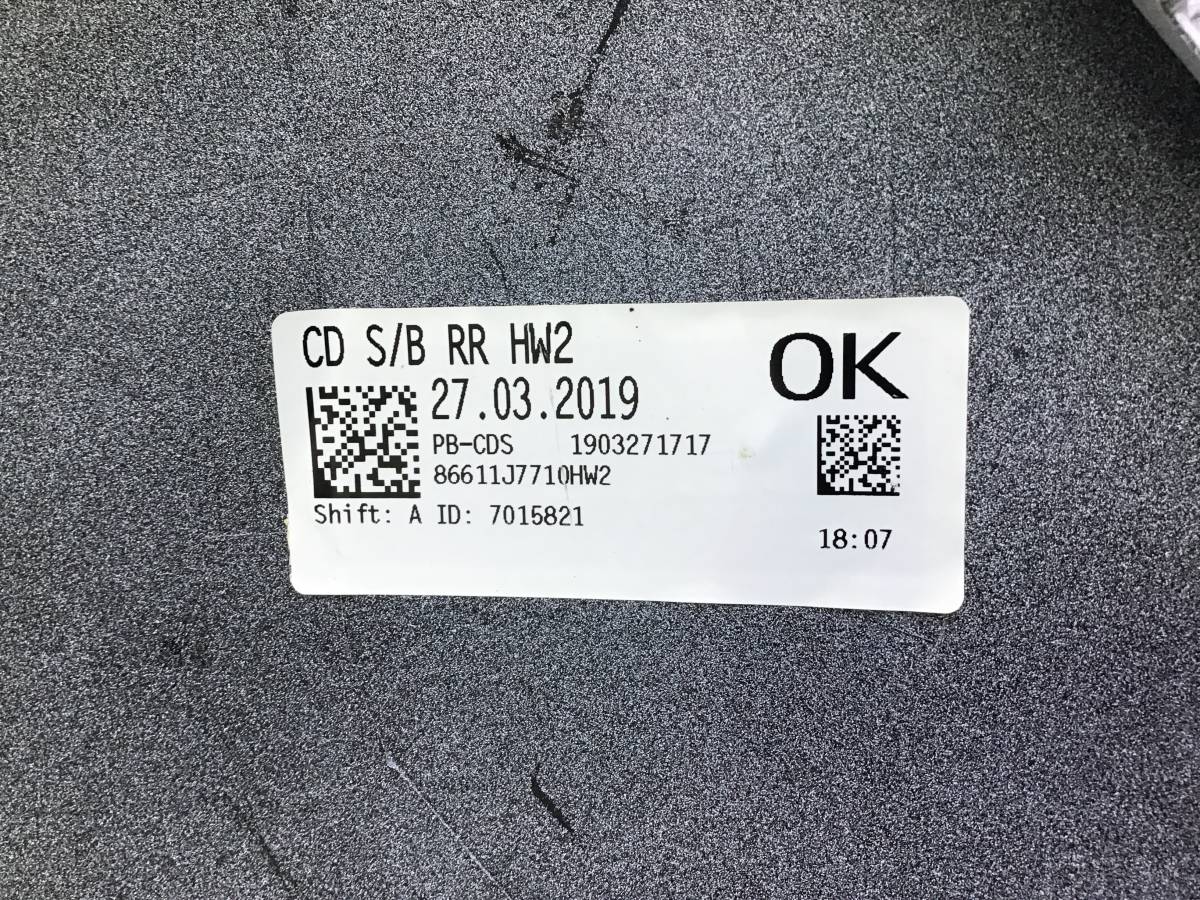 CD S/B RR HW2
OK
27.03.2019
PB-CDS 1903271717
86611J7710HW2
Shift: A ID: 7015821
18:07